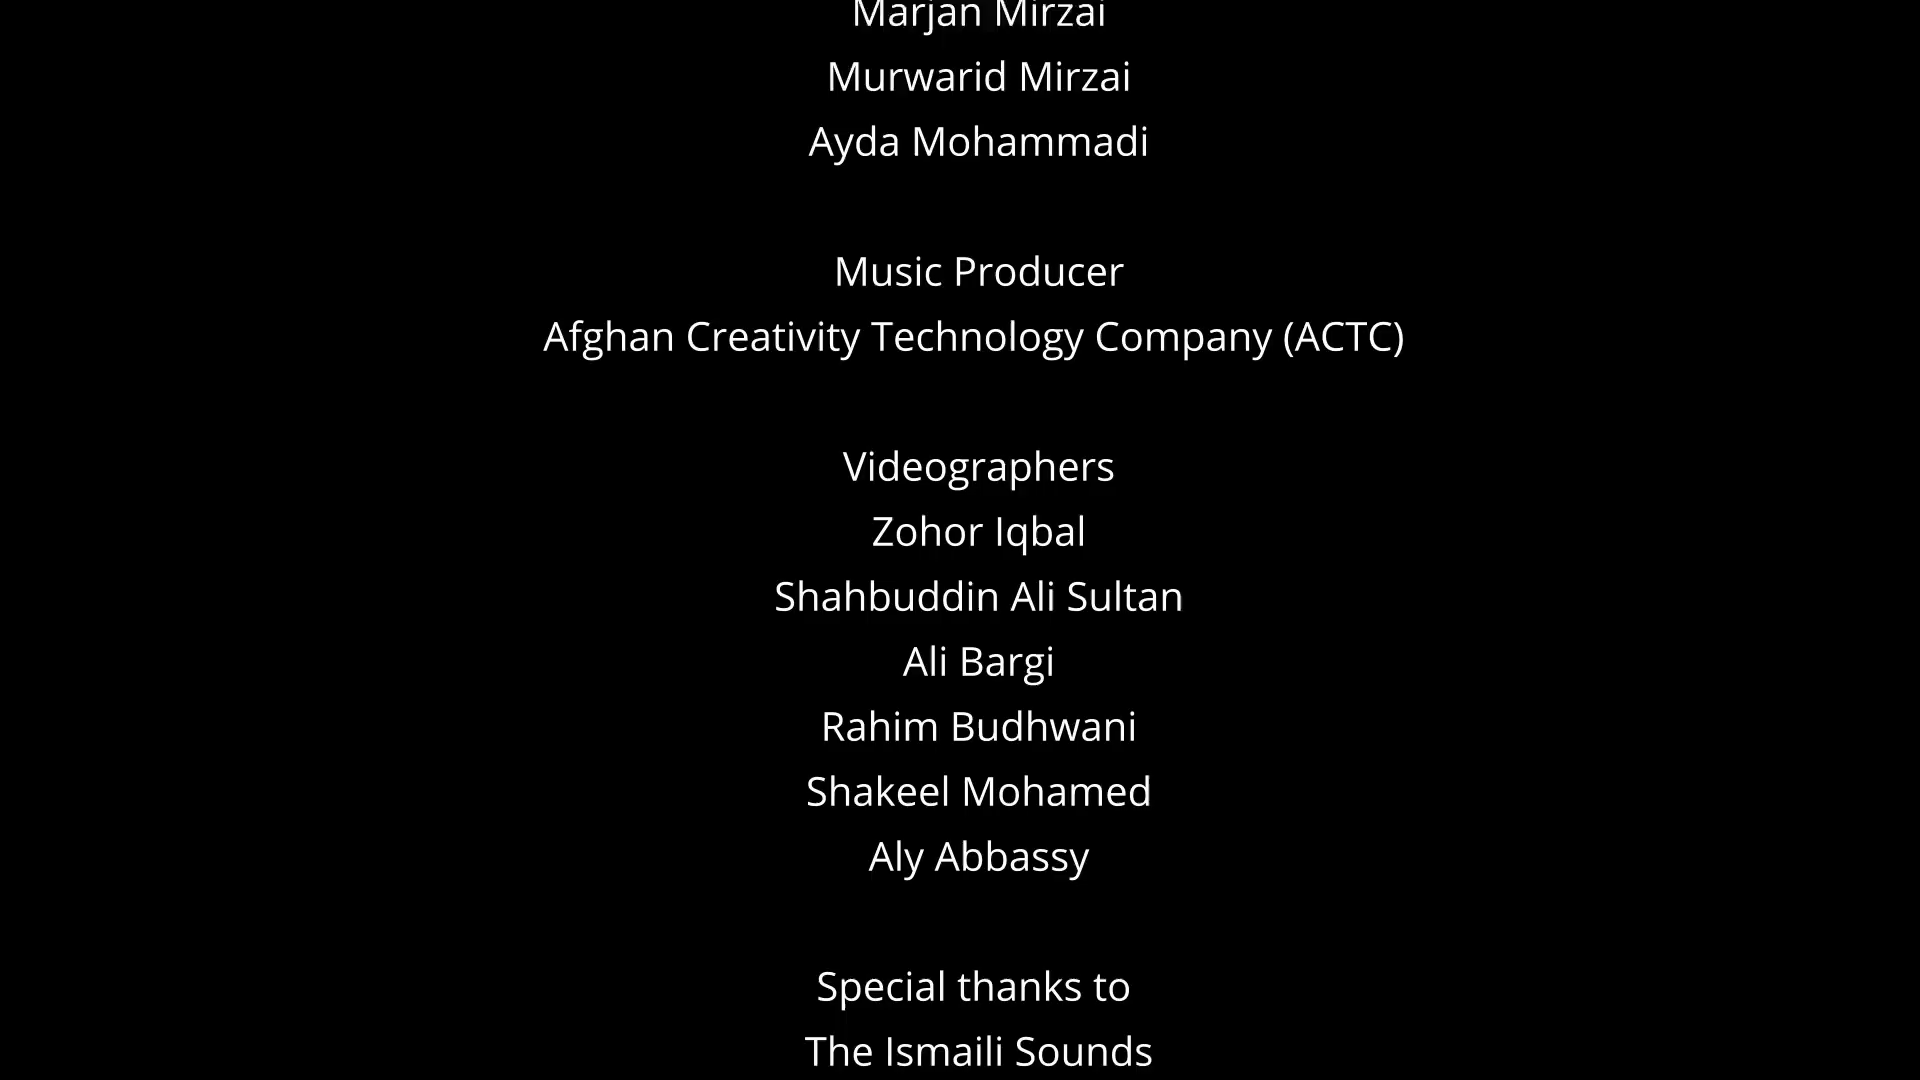 Marjan Mirzai
Murwarid Mirzai
Ayda Mohammadi
Music Producer
Afghan Creativity Technology Company (ACTC)
Videographers
Zohor Iqbal
Shahbuddin Ali Sultan
Ali Bargi
Rahim Budhwani
Shakeel Mohamed
Aly Abbassy
Special thanks to
The Ismaili Sounds